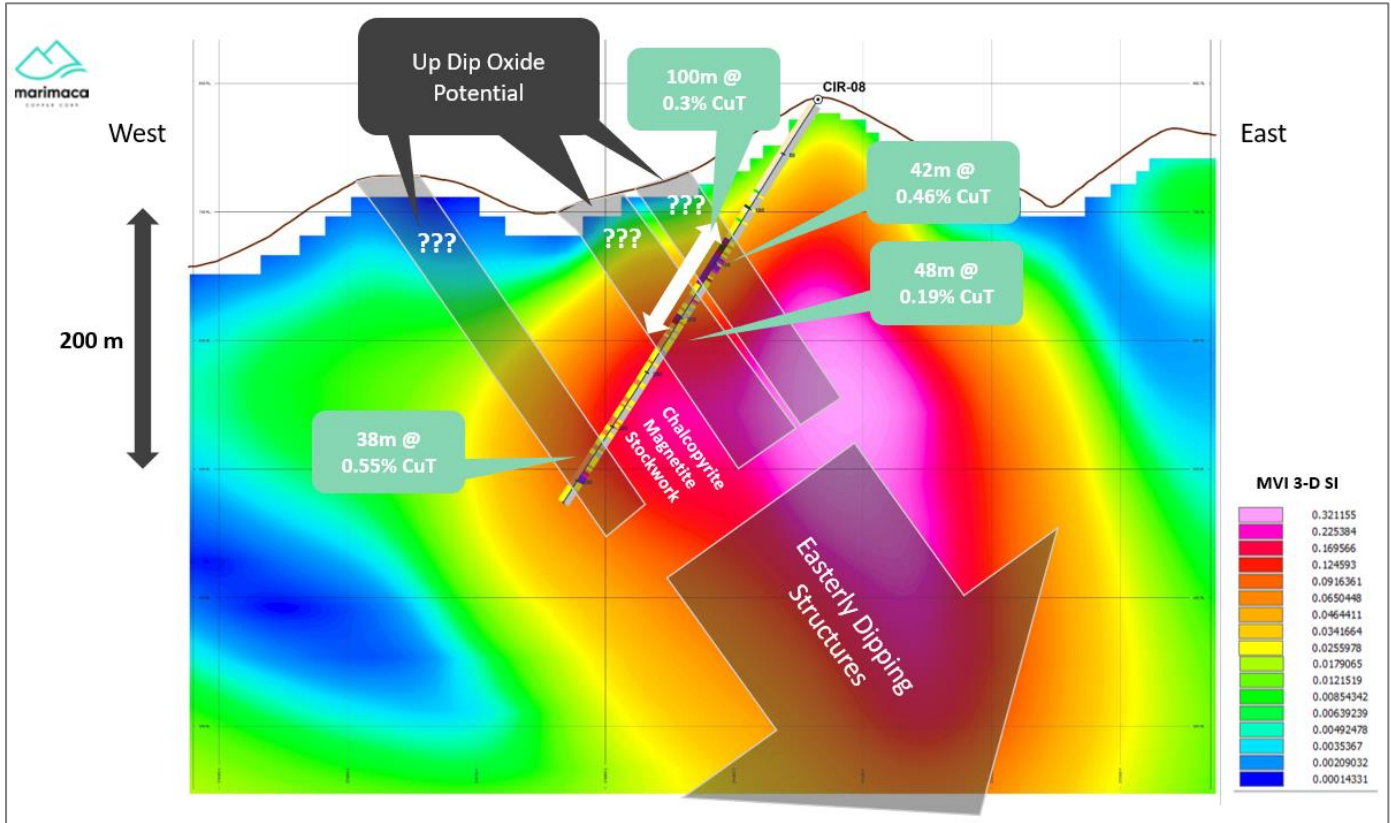 marimaca
COPPER CORP
West
East
Up Dip Oxide
Potential
100m @
0.3% CuT
CIR-08
42m @
0.46% CuT
48m @
0.19% CuT
???
???
???
200 m
38m @
0.55% CuT
Chalcopyrite
Magnetite
Stockwork
Easterly Dipping
Structures
MVI 3-D SI
0.321155
0.225384
0.169566
0.124593
0.0916361
0.0650448
0.0464411
0.0341664
0.0255978
0.0179065
0.0121519
0.00854342
0.00639239
0.00492478
0.0035367
0.00209032
0.00014331